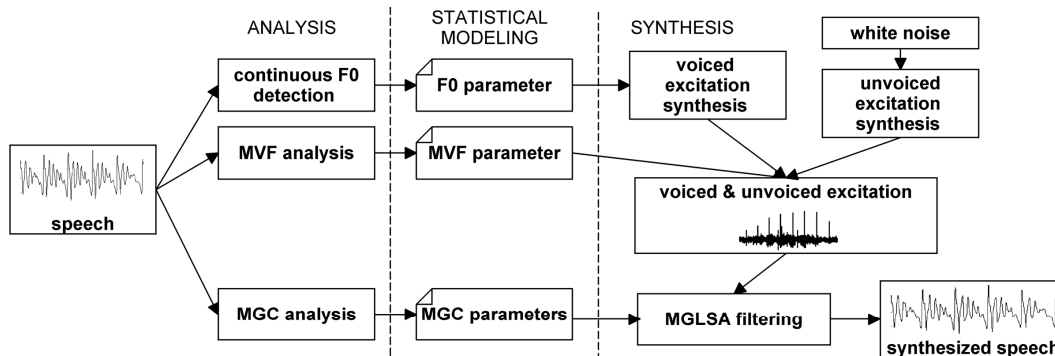 ANALYSIS
STATISTICAL
MODELING
SYNTHESIS
white noise
continuous F0
detection
F0 parameter
voiced
excitation
synthesis
unvoiced
excitation
synthesis
MVF analysis
MVF parameter
speech
voiced & unvoiced excitation
MGC analysis
MGC parameters
MGLSA filtering
synthesized speech